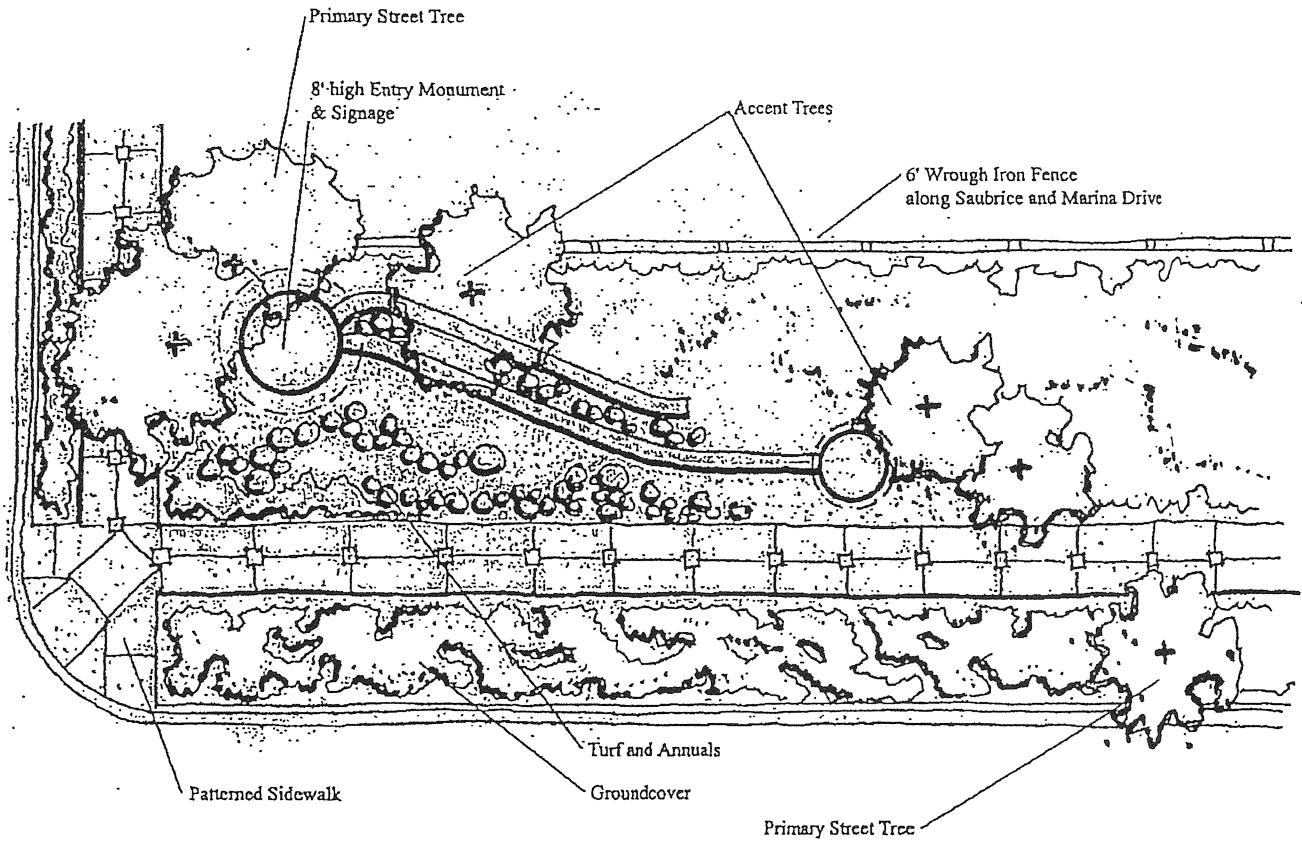 Primary Street Tree
8'-high Entry Monument
& Signage
Accent Trees
6' Wrough Iron Fence
along Saubrice and Marina Drive
Turf and Annuals
Patterned Sidewalk
Groundcover
Primary Street Tree